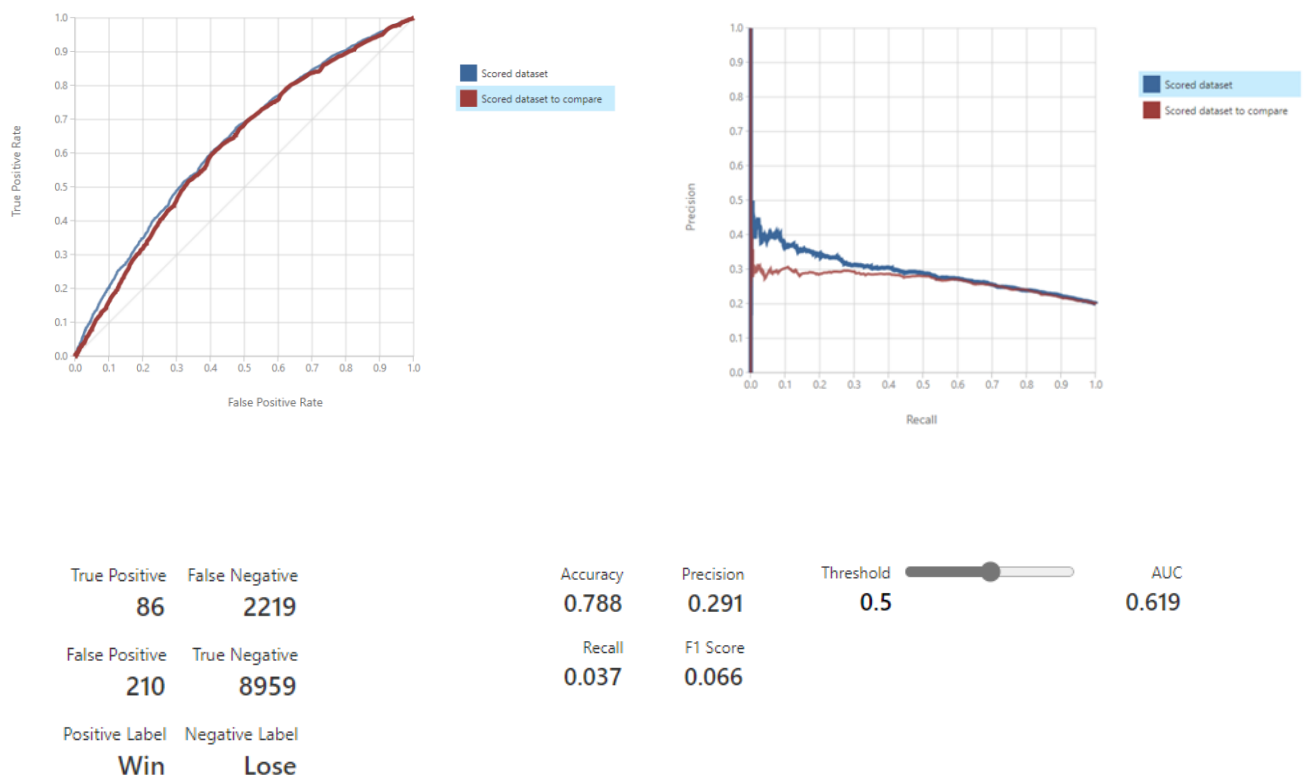 1.0
0.9
0.8
0.7
0.6
0.5
0.4
0.3
0.2
0.1
0.0
True Positive Rate
0.0 0.1 0.2 0.3 0.4 0.5 0.6 0.7 0.8 0.9 1.0
False Positive Rate
Scored dataset
Scored dataset to compare
1.0
0.9
0.8
0.7
0.6
0.5
0.4
0.3
0.2
0.1
0.0
Precision
0.0 0.1 0.2 0.3 0.4 0.5 0.6 0.7 0.8 0.9 1.0
Recall
Scored dataset
Scored dataset to compare
True Positive False Negative
86 2219
False Positive True Negative
210 8959
Positive Label Negative Label
Win Lose
Accuracy Precision Threshold AUC
0.788 0.291 0.5 0.619
Recall F1 Score
0.037 0.066